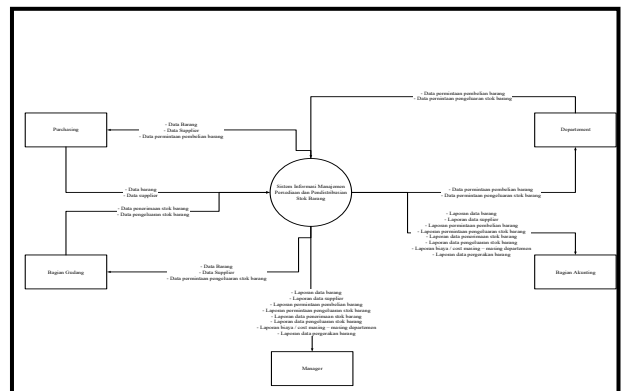 - Data permintaan pembelian barang
- Data permintaan pengeluaran stok barang
Purchasing
- Data Barang
- Data Supplier
- Data permintaan pembelian barang
Departement
Sistem Informasi Manajemen
Persediaan dan Pendistribusian
Stok Barang
- Data barang
- Data supplier
- Data permintaan pembelian barang
- Data permintaan pengeluaran stok barang
- Data penerimaan stok barang
- Data pengeluaran stok barang
- Laporan data barang
- Laporan data supplier
- Laporan permintaan pembelian barang
- Laporan permintaan pengeluaran stok barang
- Laporan data penerimaan stok barang
- Laporan data pengeluaran stok barang
- Laporan biaya / cost masing – masing departemen
- Laporan data pergerakan barang
Bagian Gudang
- Data Barang
- Data Supplier
- Data permintaan pengeluaran stok barang
Bagian Akunting
- Laporan data barang
- Laporan data supplier
- Laporan permintaan pembelian barang
- Laporan permintaan pengeluaran stok barang
- Laporan data penerimaan stok barang
- Laporan data pengeluaran stok barang
- Laporan biaya / cost masing – masing departemen
- Laporan data pergerakan barang
Manager